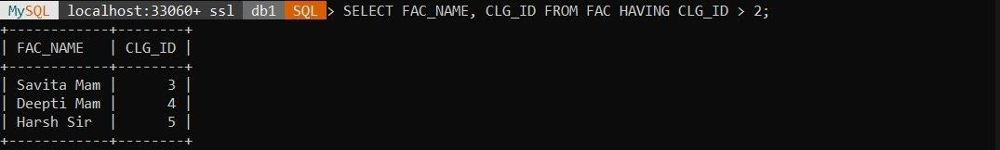 MySQL localhost:33060+ ssl db1 SQL > SELECT FAC_NAME, CLG_ID FROM FAC HAVING CLG_ID > 2;
+------------+--------+
| FAC_NAME   | CLG_ID |
+------------+--------+
| Savita Mam |      3 |
| Deepti Mam |      4 |
| Harsh Sir  |      5 |
+------------+--------+